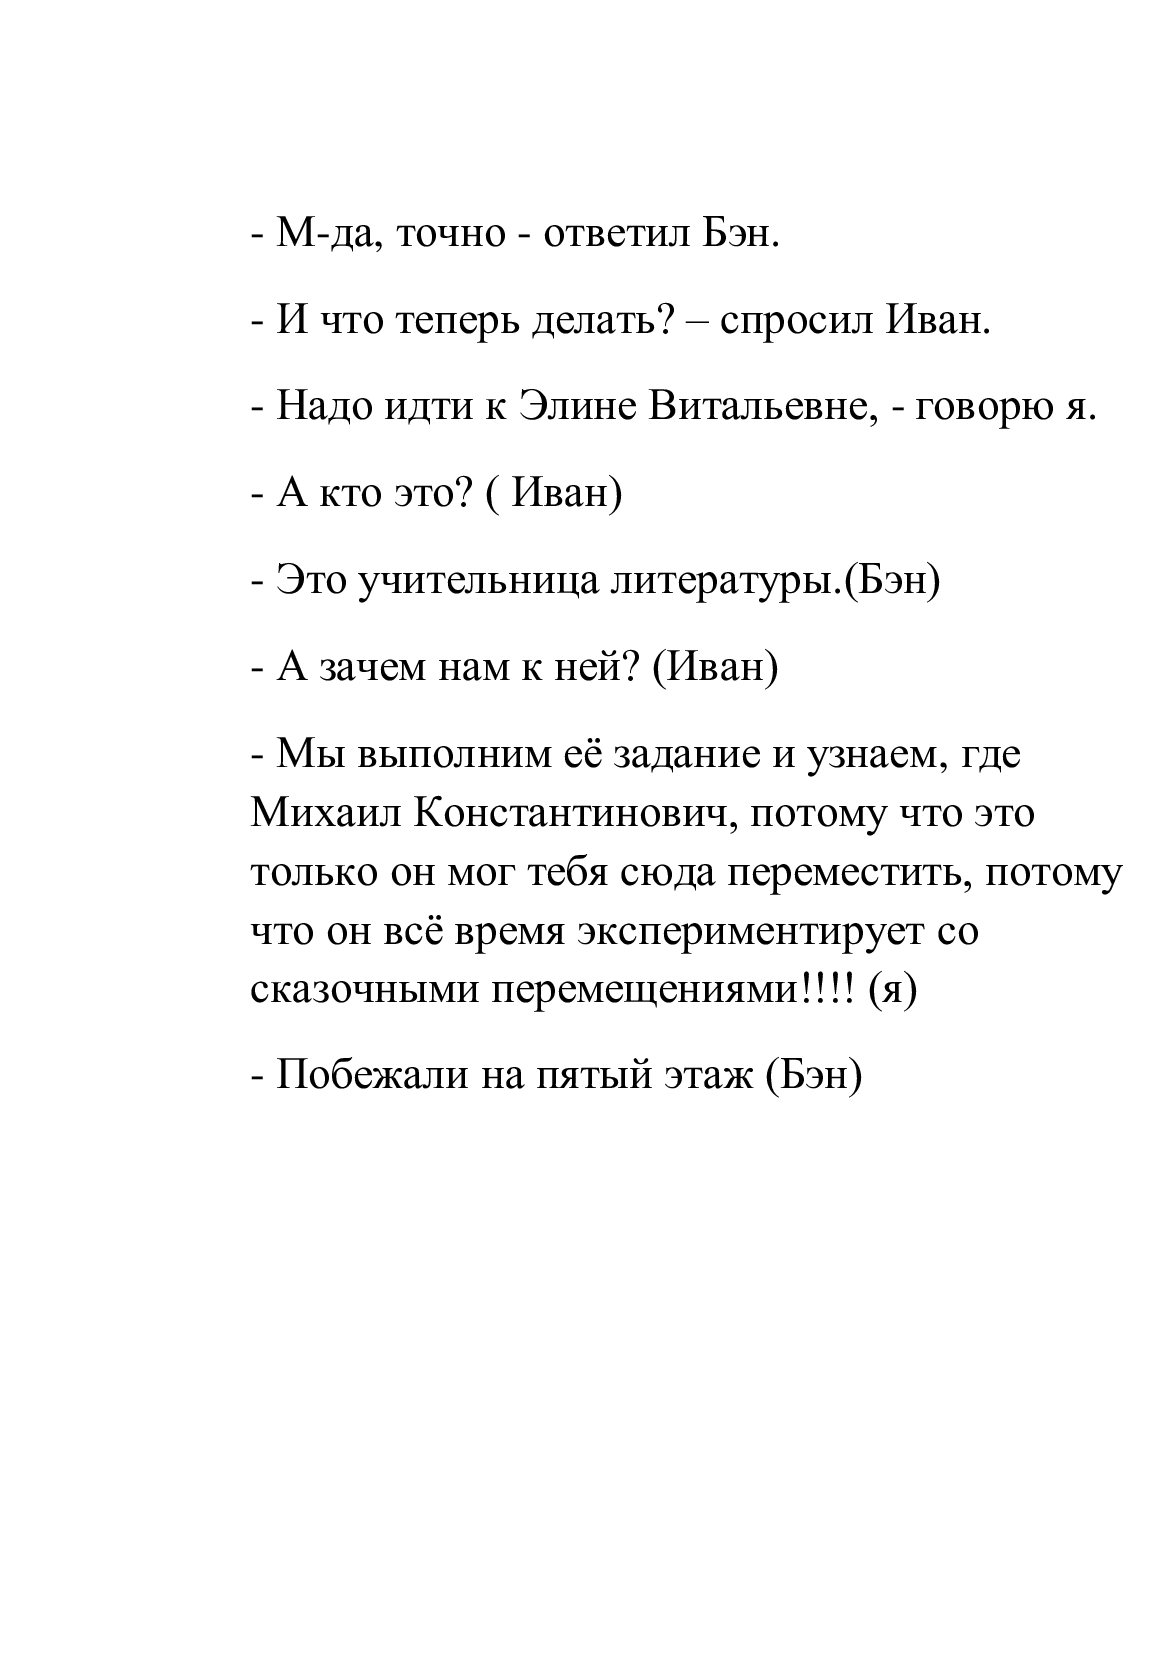 - М-да, точно - ответил Бэн.
- И что теперь делать? – спросил Иван.
- Надо идти к Элине Витальевне, - говорю я.
- А кто это? ( Иван)
- Это учительница литературы.(Бэн)
- А зачем нам к ней? (Иван)
- Мы выполним её задание и узнаем, где
Михаил Константинович, потому что это
только он мог тебя сюда переместить, потому
что он всё время экспериментирует со
сказочными перемещениями!!!! (я)
- Побежали на пятый этаж (Бэн)